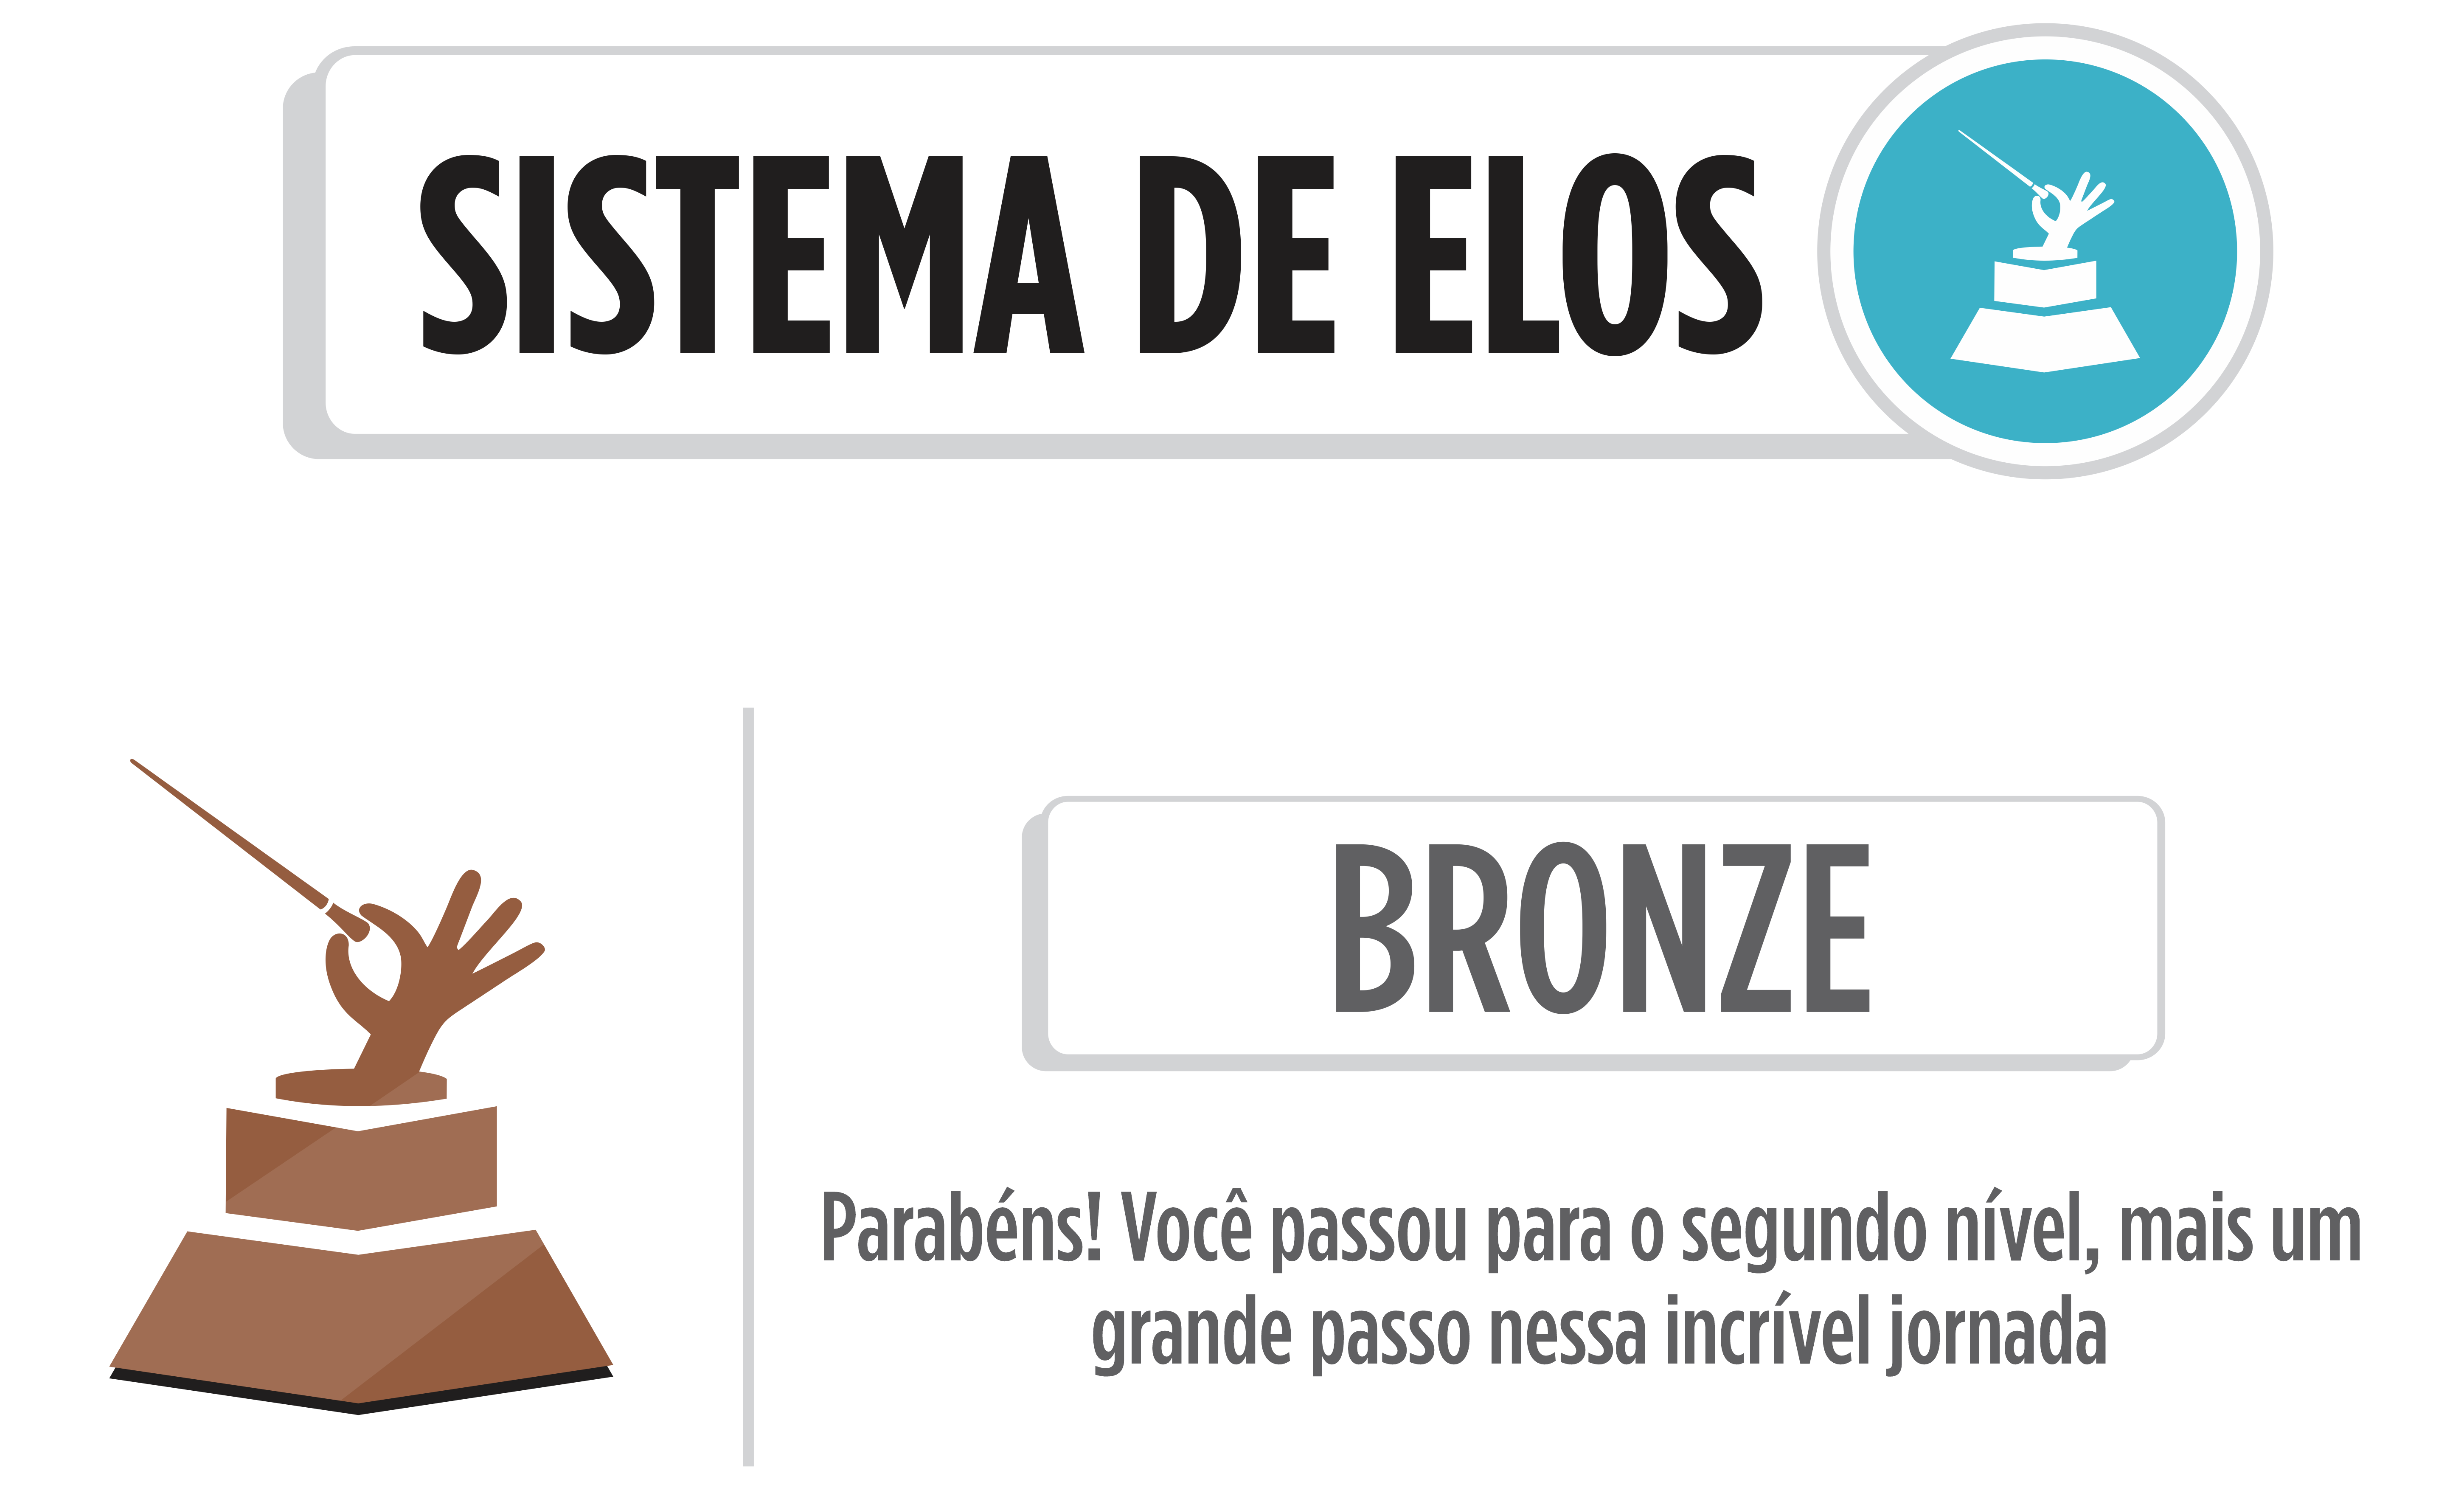 SISTEMA DE ELOS
BRONZE
Parabéns! Você passou para o segundo nível, mais um
grande passo nessa incrível jornada